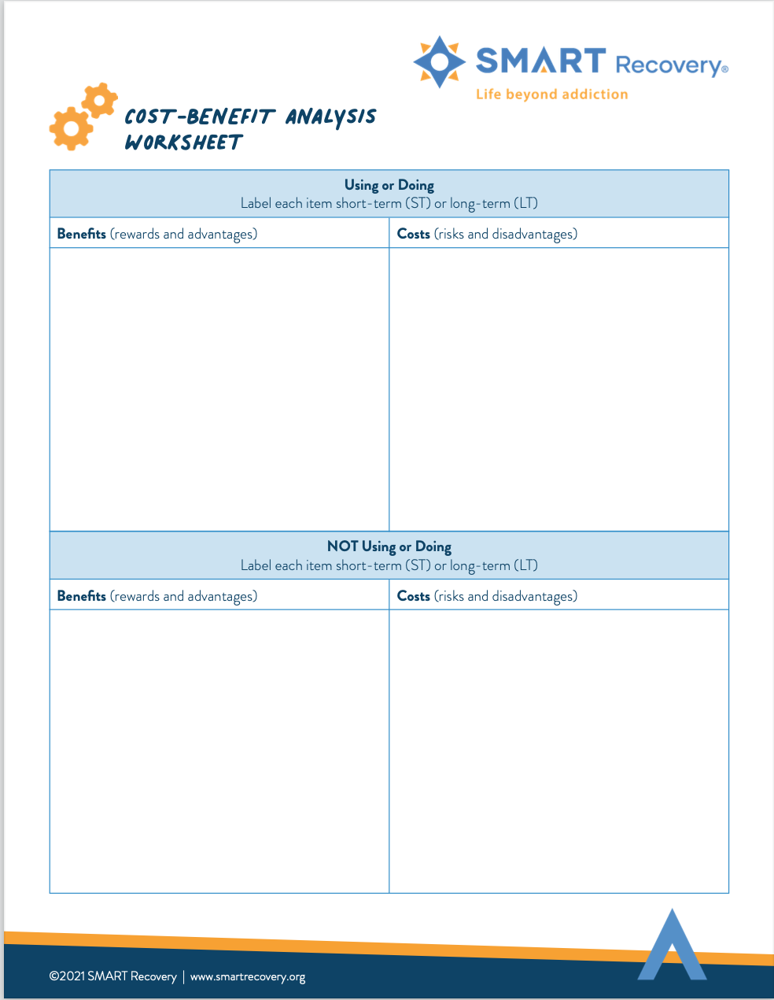 SMART Recovery®
Life beyond addiction
COST-BENEFIT ANALYSIS
WORKSHEET
Using or Doing
Label each item short-term (ST) or long-term (LT)
Benefits (rewards and advantages)
Costs (risks and disadvantages)
NOT Using or Doing
Label each item short-term (ST) or long-term (LT)
Benefits (rewards and advantages)
Costs (risks and disadvantages)
©2021 SMART Recovery | www.smartrecovery.org